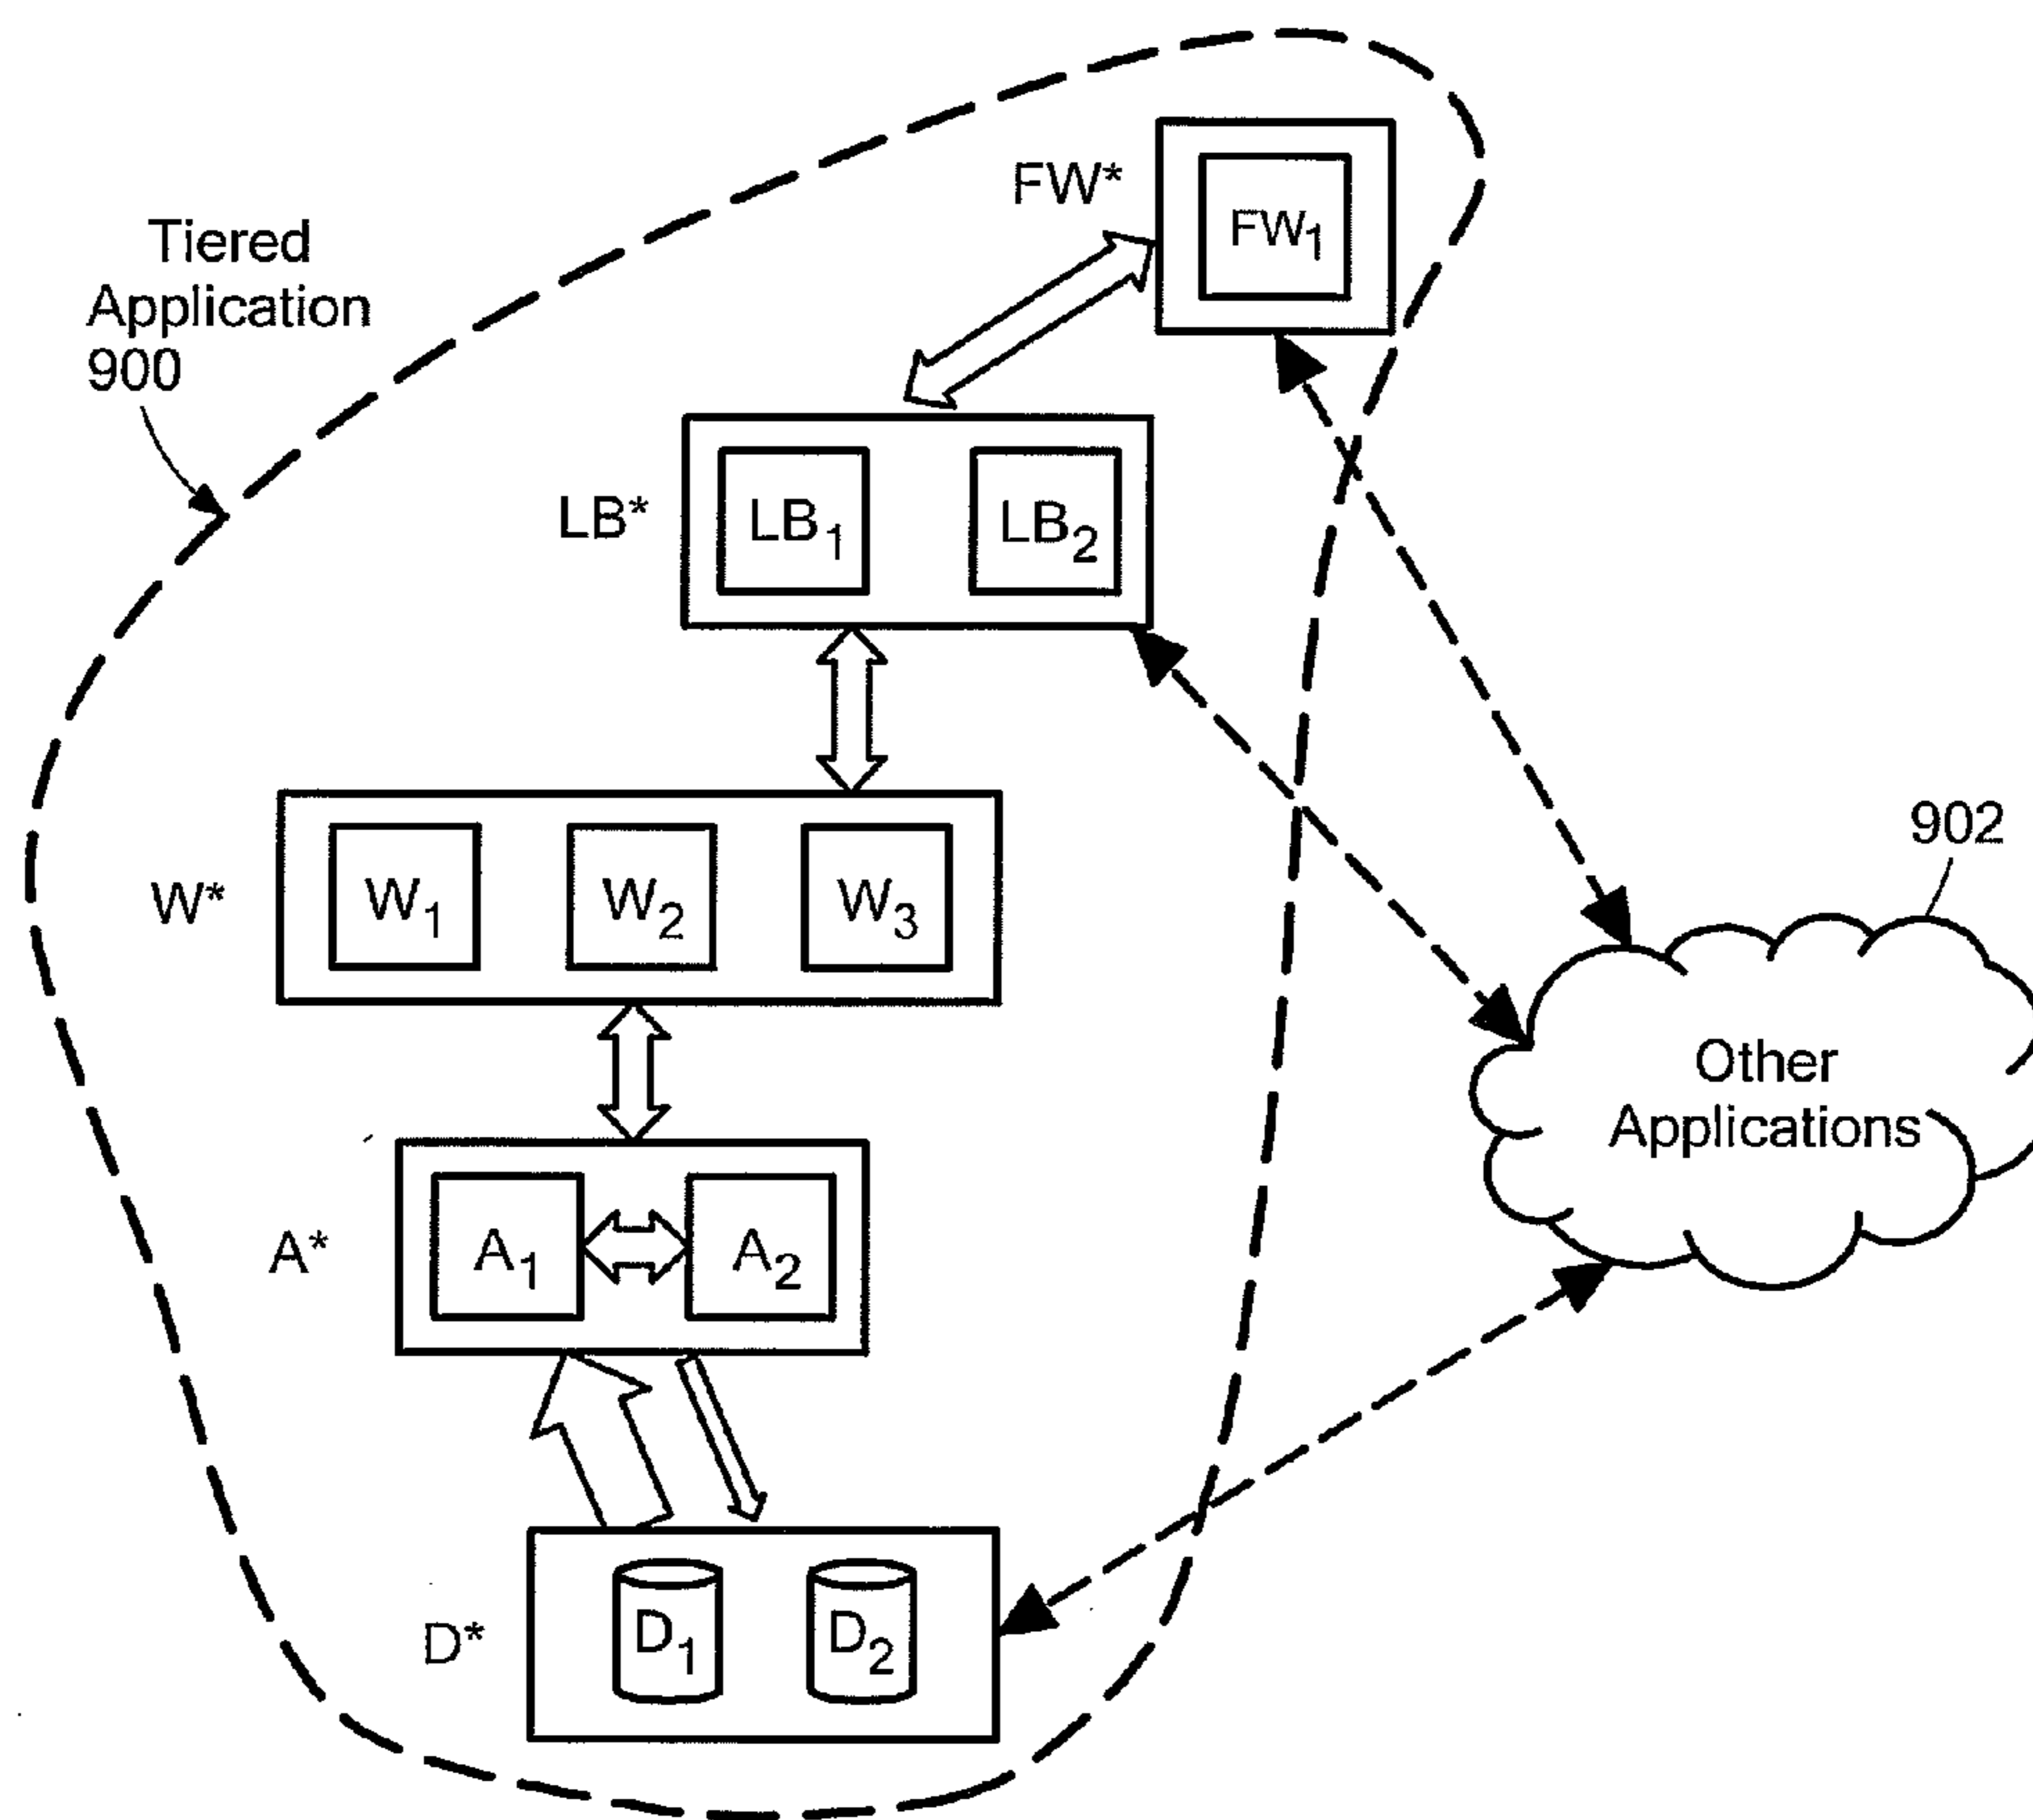 Tiered
Application
900
FW*
FW1
LB*
LB1
LB2
902
W*
W1
W2
W3
Other
Applications
A*
A1
A2
D*
D1
D2